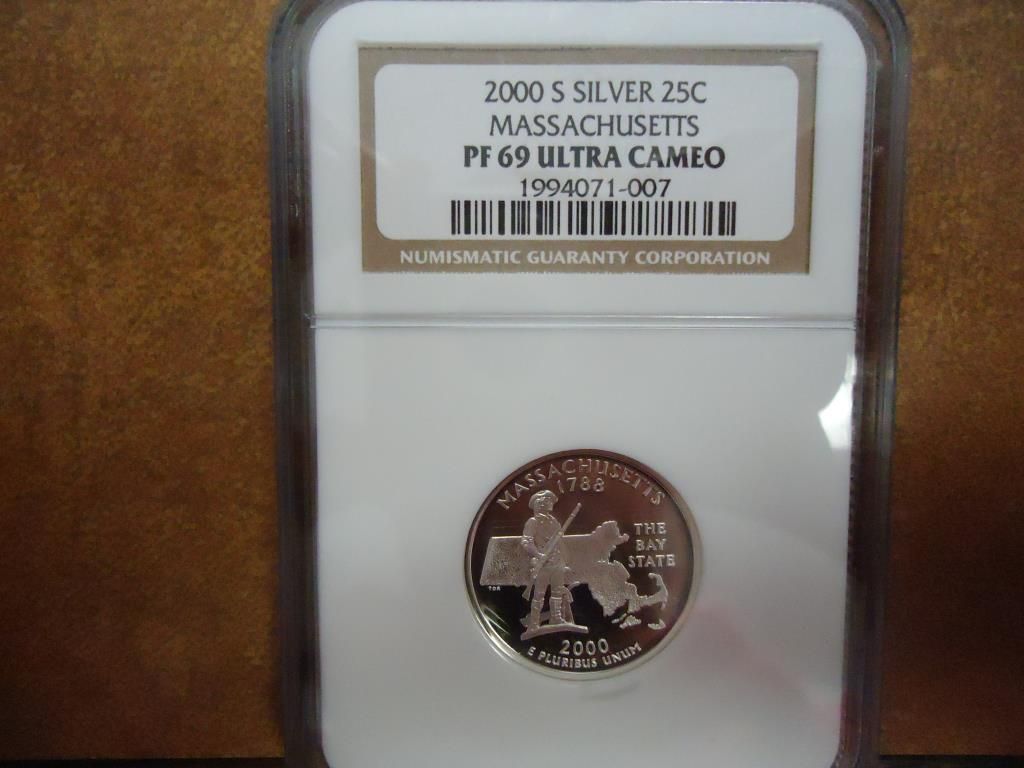 2000 S SILVER 25C
MASSACHUSETTS
PF 69 ULTRA CAMEO
1994071-007
NUMISMATIC GUARANTY CORPORATION
MASSACHUSETTS
1788
THE
BAY
STATE
TDR
2000
E PLURIBUS UNUM